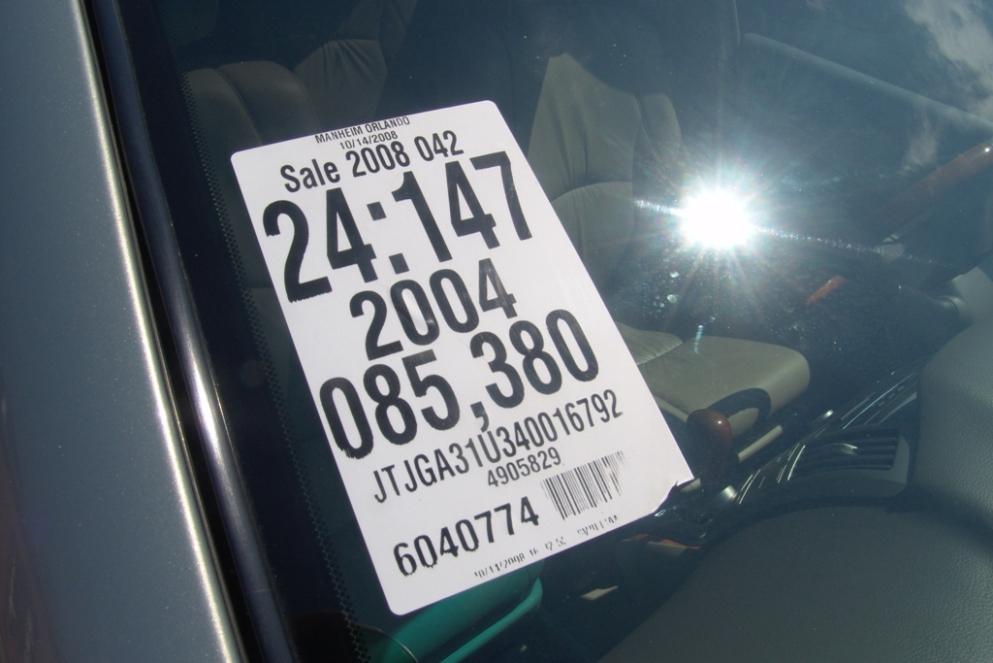 MANHEIM ORLANDO
10/14/2008
Sale 2008 042
24:147
2004
085,380
JTJGA31U340016792
4905829
6040774